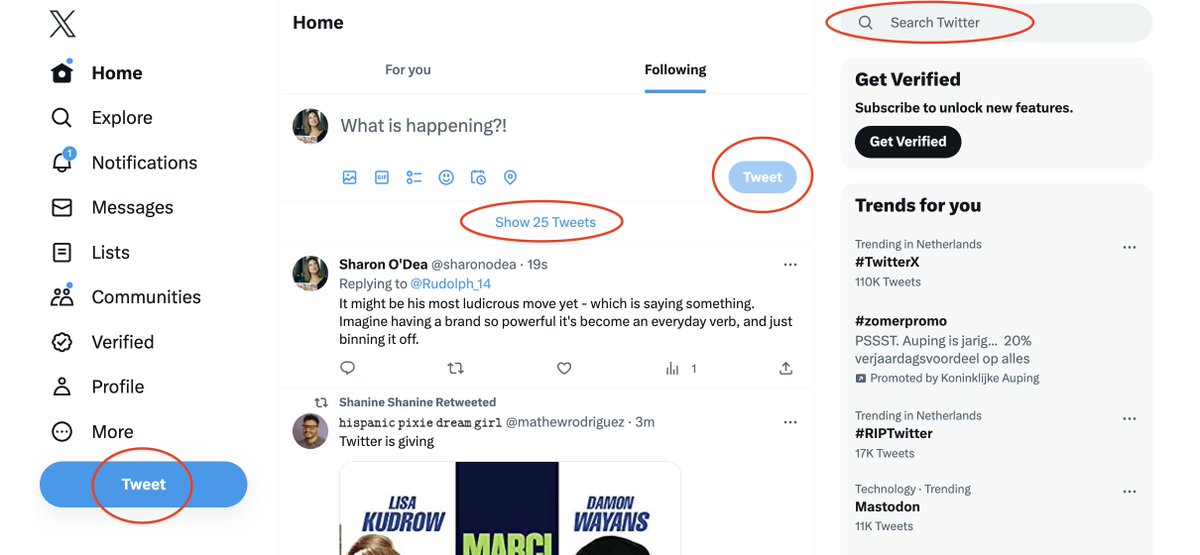 Home
Explore
1
Notifications
Messages
Lists
Communities
Verified
Profile
More
Tweet
Home
For you
Following
What is happening?!
GIF
Tweet
Show 25 Tweets
Sharon O'Dea @sharonodea · 19s
Replying to @Rudolph_14
It might be his most ludicrous move yet - which is saying something.
Imagine having a brand so powerful it's become an everyday verb, and just
binning it off.
1
Shanine Shanine Retweeted
hispanic pixie dream girl @mathewrodriguez · 3m
Twitter is giving
LISA
KUDROW
MARCI
DAMON
WAYANS
Search Twitter
Get Verified
Subscribe to unlock new features.
Get Verified
Trends for you
Trending in Netherlands
#TwitterX
110K Tweets
#zomerpromo
PSSST. Auping is jarig... 20%
verjaardagsvoordeel op alles
Promoted by Koninklijke Auping
Trending in Netherlands
#RIPTwitter
17K Tweets
Technology · Trending
Mastodon
11K Tweets